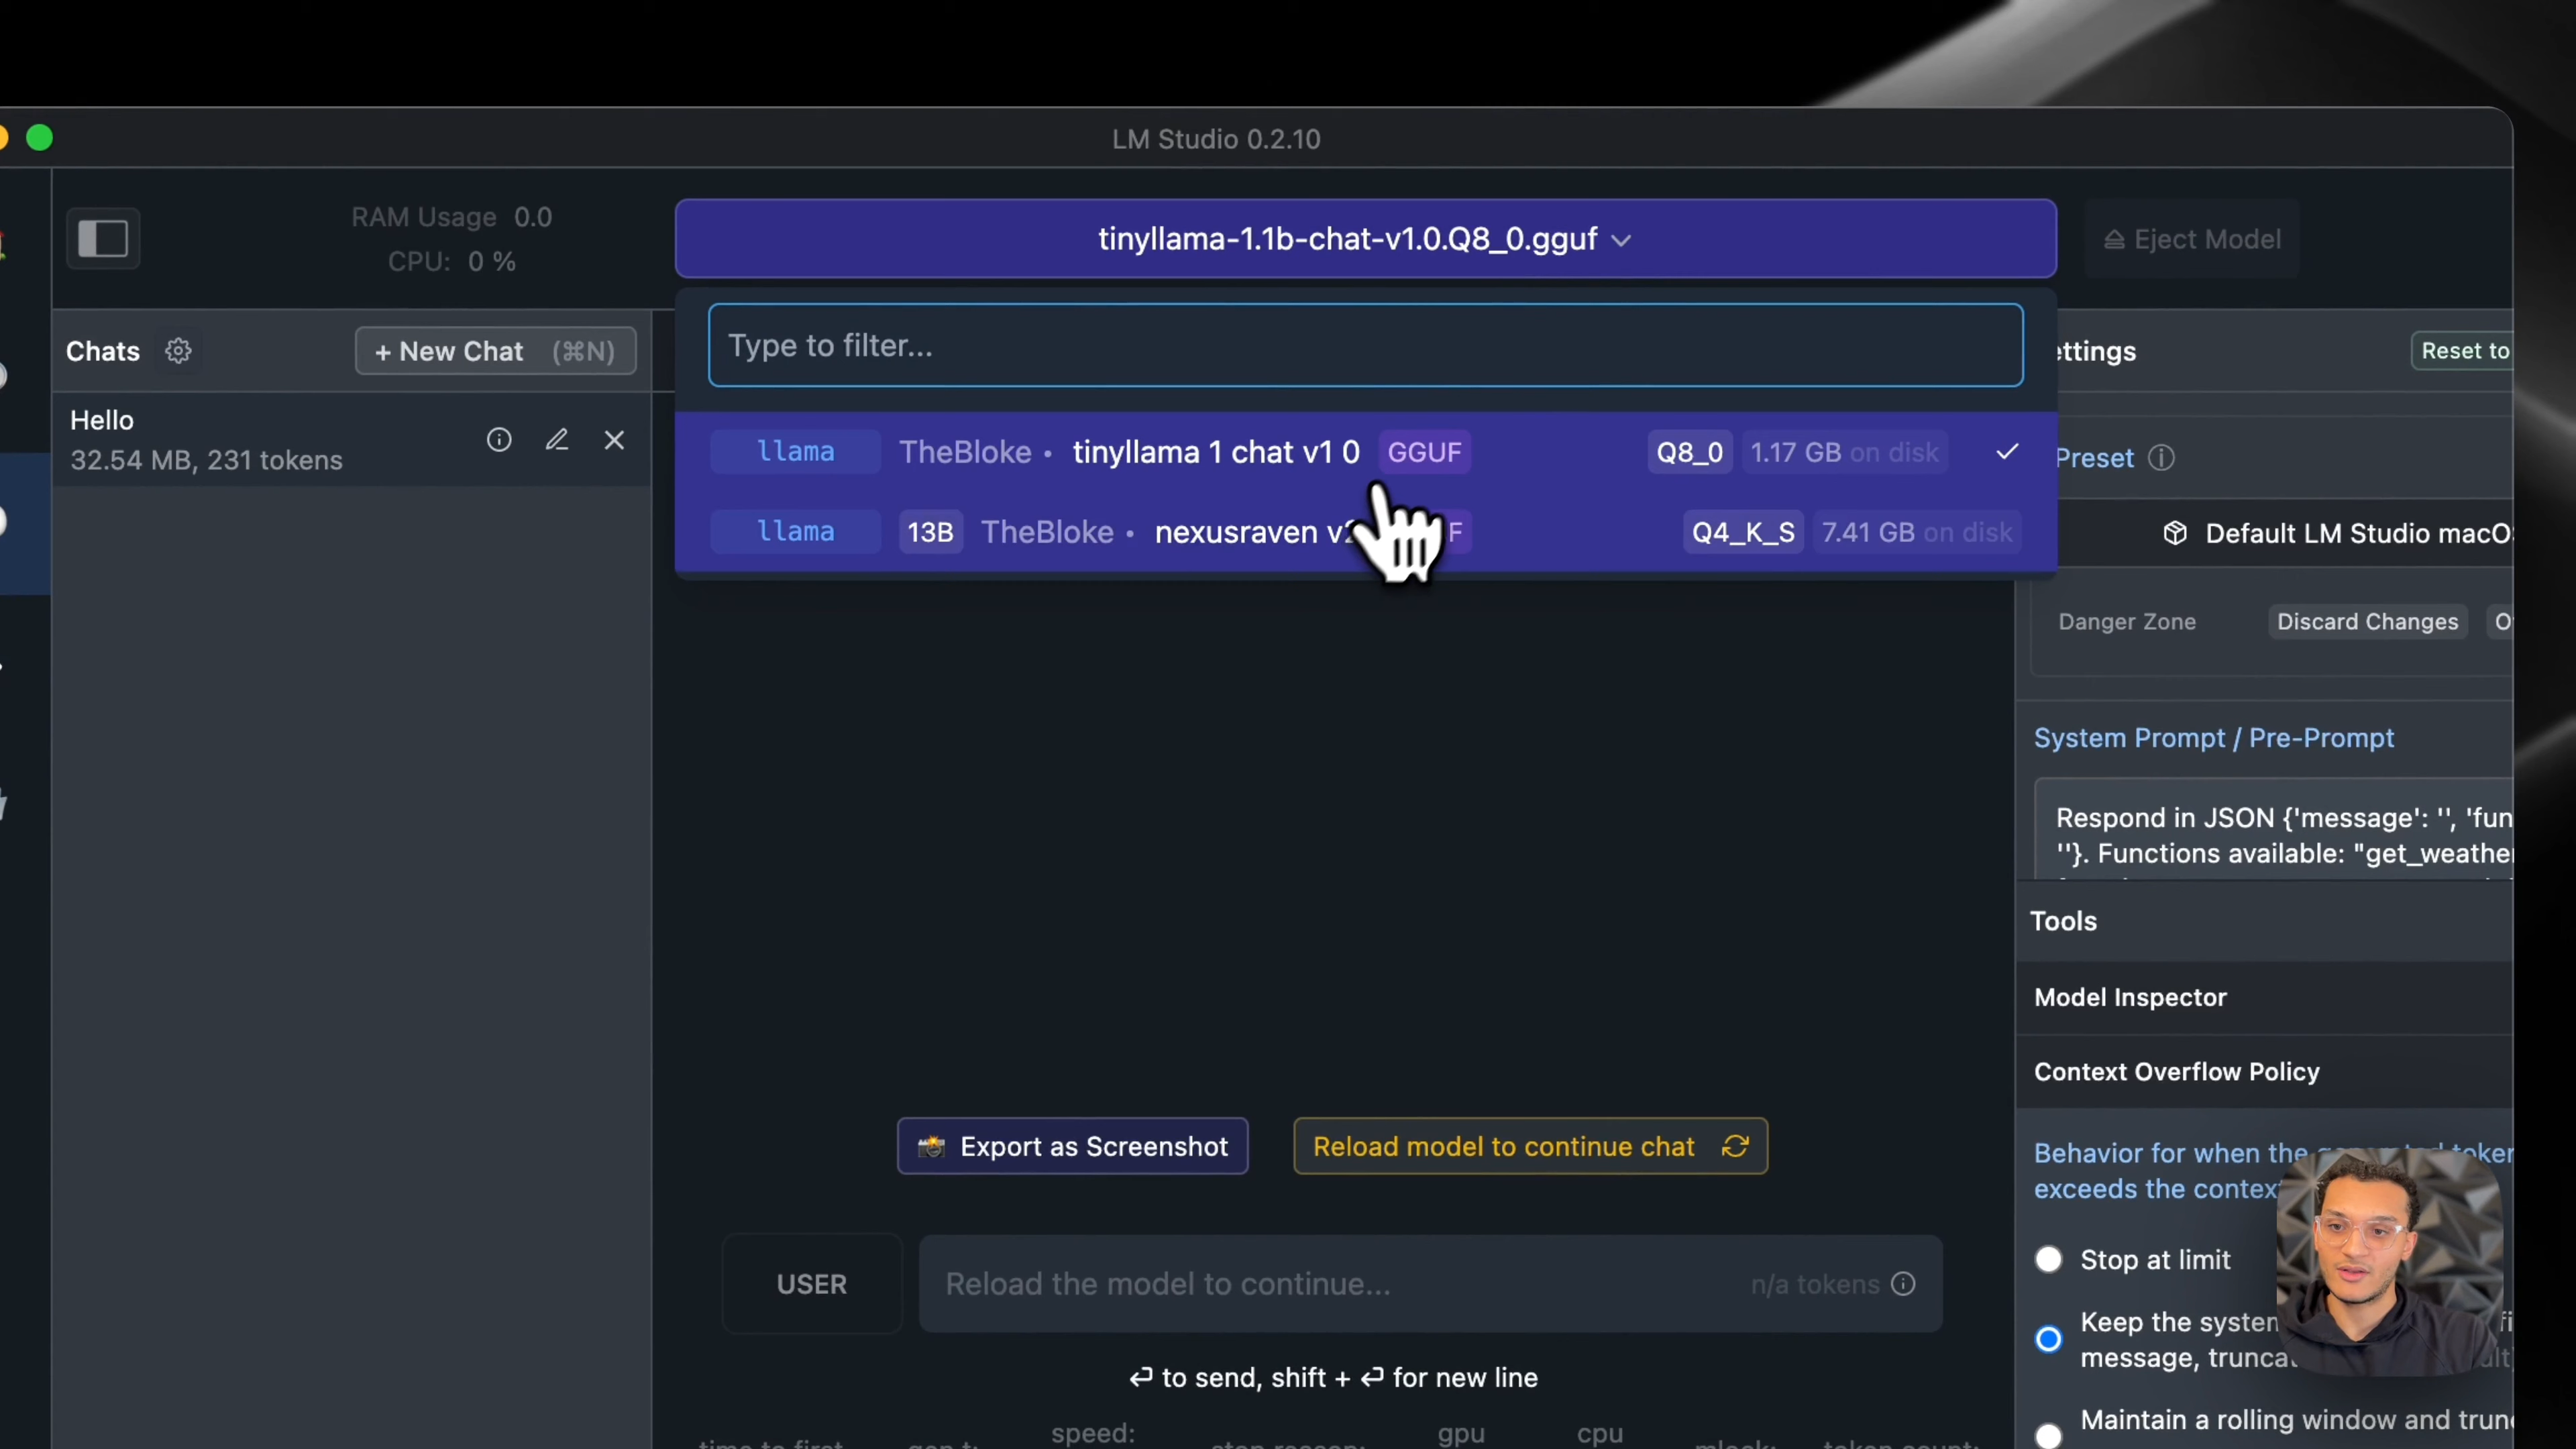 LM Studio 0.2.10
RAM Usage 0.0
CPU: 0 %
tinyllama-1.1b-chat-v1.0.Q8_0.gguf
Eject Model
Chats
+ New Chat (⌘N)
Type to filter...
ettings
Reset to
Hello
32.54 MB, 231 tokens
llama TheBloke • tinyllama 1 chat v1 0 GGUF Q8_0 1.17 GB on disk
llama 13B TheBloke • nexusraven F Q4_K_S 7.41 GB on disk
Preset
Default LM Studio macO
Danger Zone
Discard Changes
System Prompt / Pre-Prompt
Respond in JSON {'message': '', 'fun
''}. Functions available: "get_weather
Tools
Model Inspector
Context Overflow Policy
Export as Screenshot
Reload model to continue chat
Behavior for when the
exceeds the context
USER
Reload the model to continue...
n/a tokens
Stop at limit
Keep the system
message, trunca
⏎ to send, shift + ⏎ for new line
Maintain a rolling window and trun
speed:
gpu
cpu